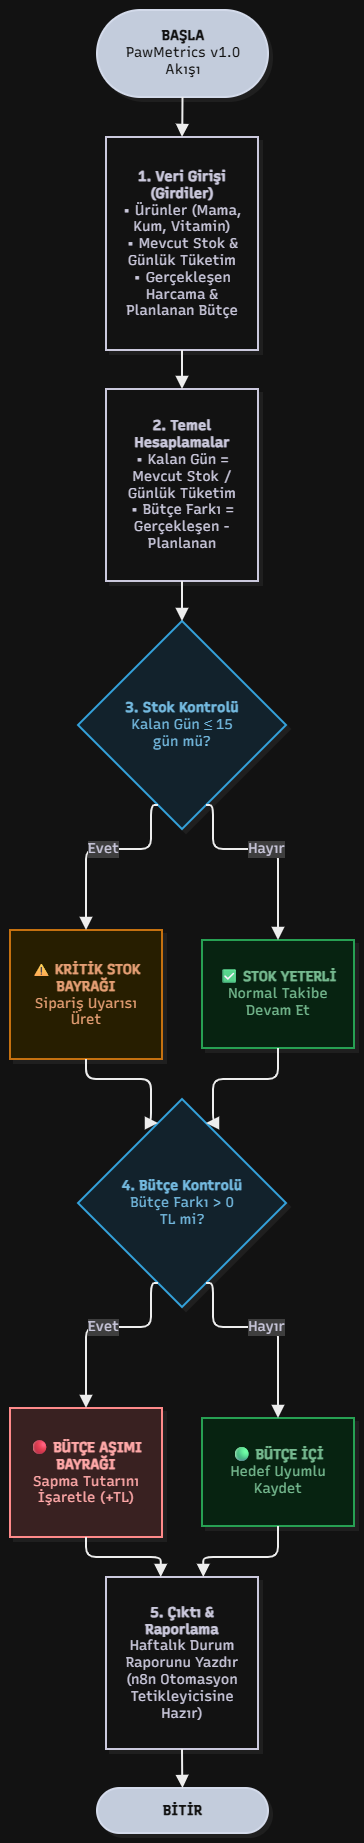 BAŞLA
PawMetrics v1.0
Akışı
1. Veri Girişi
(Girdiler)
▪ Ürünler (Mama,
Kum, Vitamin)
▪ Mevcut Stok &
Günlük Tüketim
▪ Gerçekleşen
Harcama &
Planlanan Bütçe
2. Temel
Hesaplamalar
▪ Kalan Gün =
Mevcut Stok /
Günlük Tüketim
▪ Bütçe Farkı =
Gerçekleşen -
Planlanan
3. Stok Kontrolü
Kalan Gün ≤ 15
gün mü?
Evet
Hayır
⚠️ KRİTİK STOK
BAYRAĞI
Sipariş Uyarısı
Üret
✅ STOK YETERLİ
Normal Takibe
Devam Et
4. Bütçe Kontrolü
Bütçe Farkı > 0
TL mi?
Evet
Hayır
🔴 BÜTÇE AŞIMI
BAYRAĞI
Sapma Tutarını
İşaretle (+TL)
🟢 BÜTÇE İÇİ
Hedef Uyumlu
Kaydet
5. Çıktı &
Raporlama
Haftalık Durum
Raporunu Yazdır
(n8n Otomasyon
Tetikleyicisine
Hazır)
BİTİR